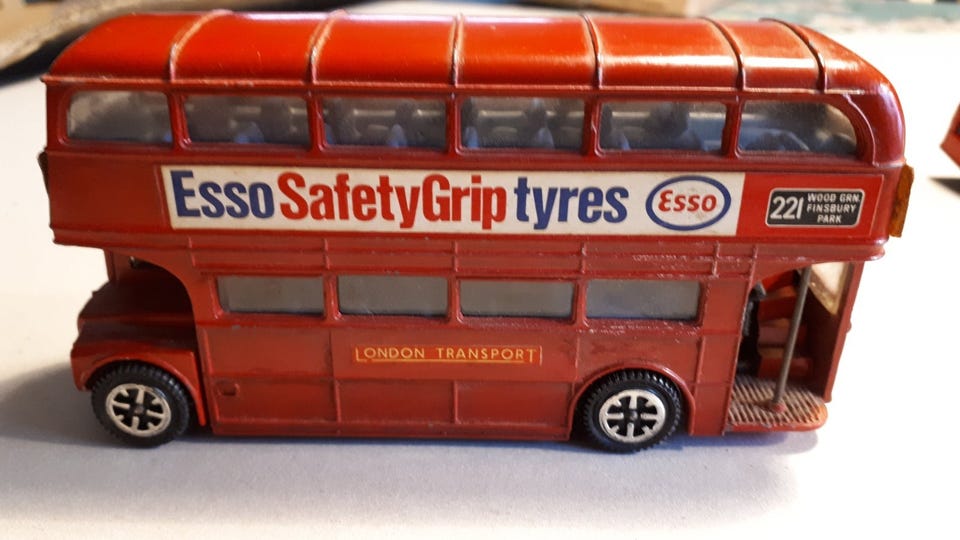 Esso SafetyGrip tyres Esso
221 WOOD GRN.
FINSBURY
PARK
LONDON TRANSPORT